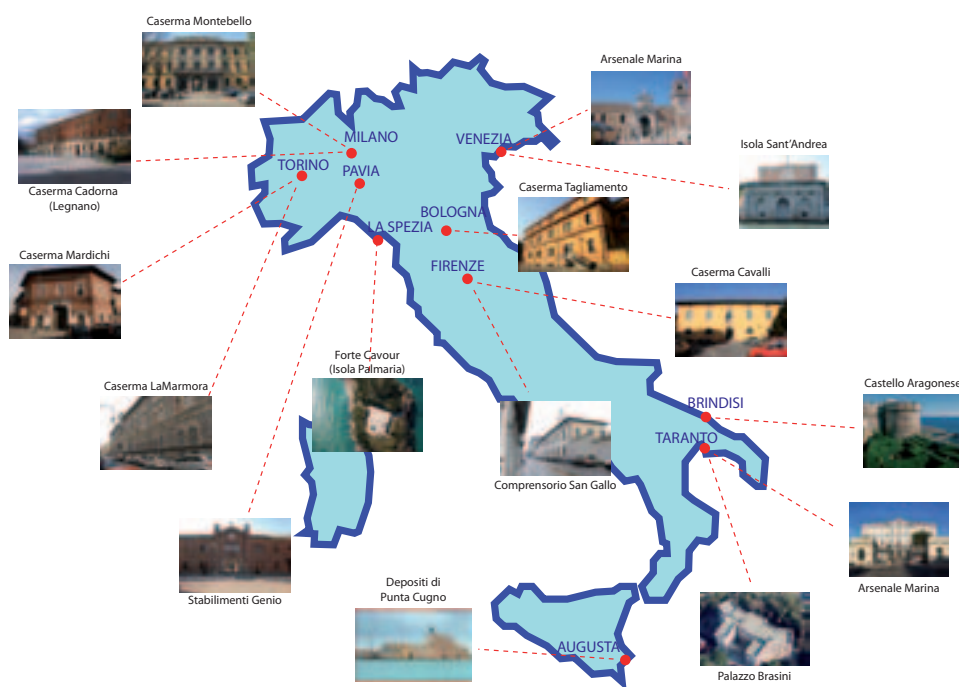 Caserma Montebello
Arsenale Marina
MILANO
VENEZIA
Isola Sant'Andrea
TORINO
PAVIA
Caserma Cadorna
(Legnano)
Caserma Tagliamento
BOLOGNA
LA SPEZIA
Caserma Mardichi
FIRENZE
Caserma Cavalli
Forte Cavour
(Isola Palmaria)
Caserma LaMarmora
Castello Aragonese
BRINDISI
TARANTO
Comprensorio San Gallo
Stabilimenti Genio
Depositi di
Punta Cugno
Arsenale Marina
AUGUSTA
Palazzo Brasini